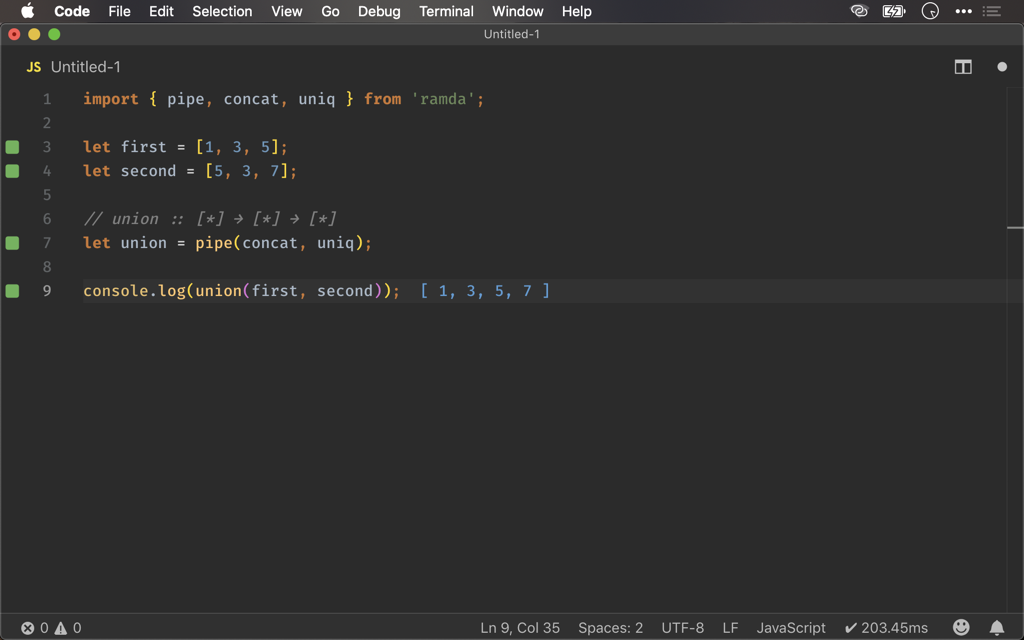 Code File Edit Selection View Go Debug Terminal Window Help
Untitled-1
JS Untitled-1
1 import { pipe, concat, uniq } from 'ramda';
2
3 let first = [1, 3, 5];
4 let second = [5, 3, 7];
5
6 // union :: [*] → [*] → [*]
7 let union = pipe(concat, uniq);
8
9 console.log(union(first, second)); [ 1, 3, 5, 7 ]
0 0 Ln 9, Col 35 Spaces: 2 UTF-8 LF JavaScript ✔ 203.45ms